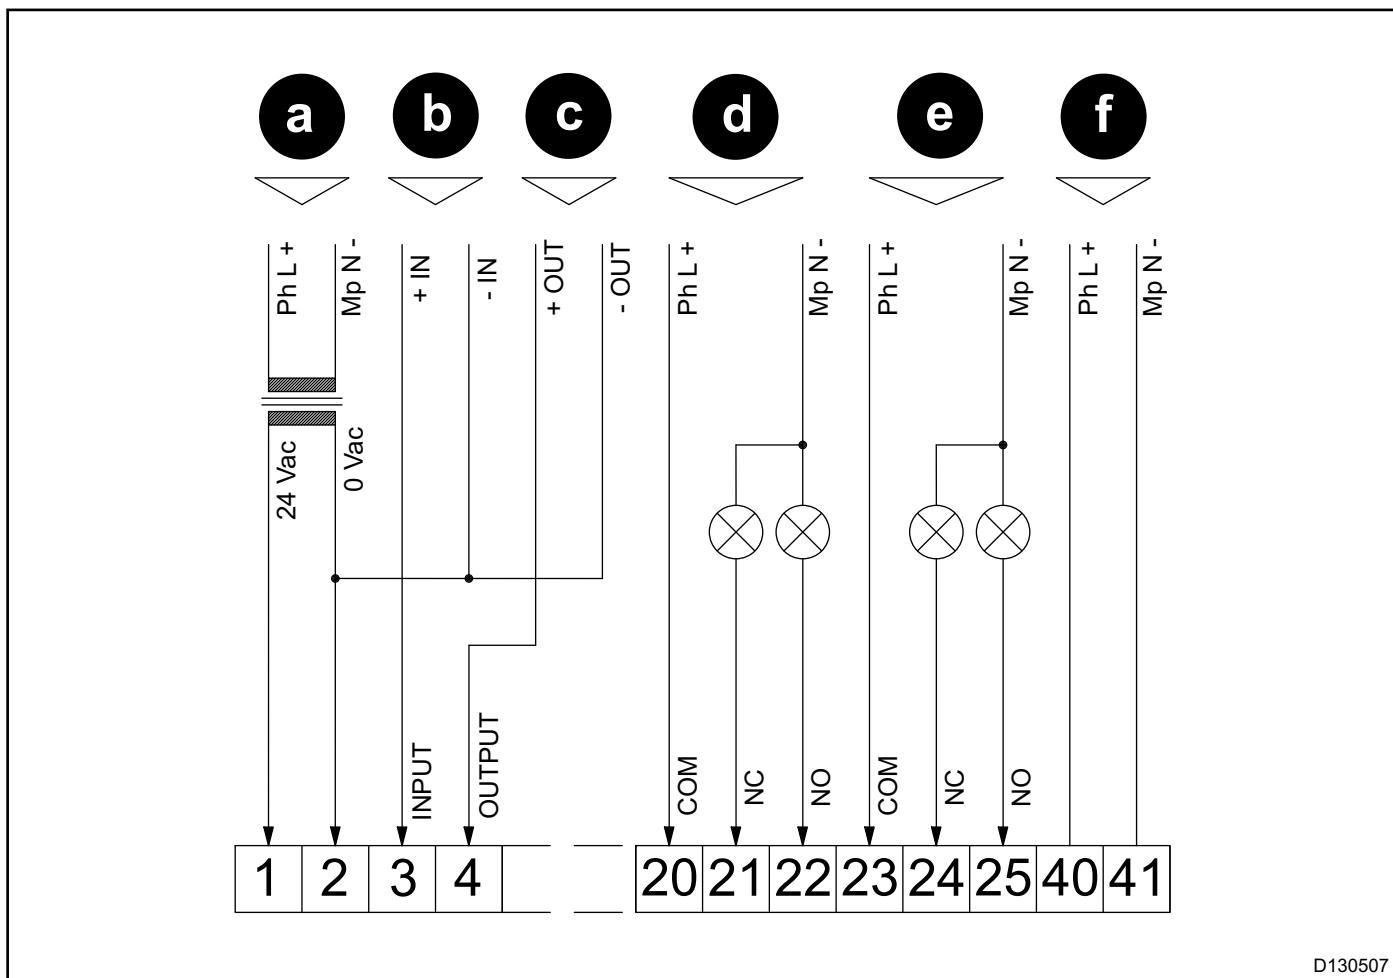 a b c d e f
Ph L +
Mp N -
+ IN
- IN
+ OUT
- OUT
Ph L +
Mp N -
Ph L +
Mp N -
Ph L +
Mp N -
24 Vac
0 Vac
INPUT
OUTPUT
COM
NC
NO
COM
NC
NO
1 2 3 4 20 21 22 23 24 25 40 41
D130507